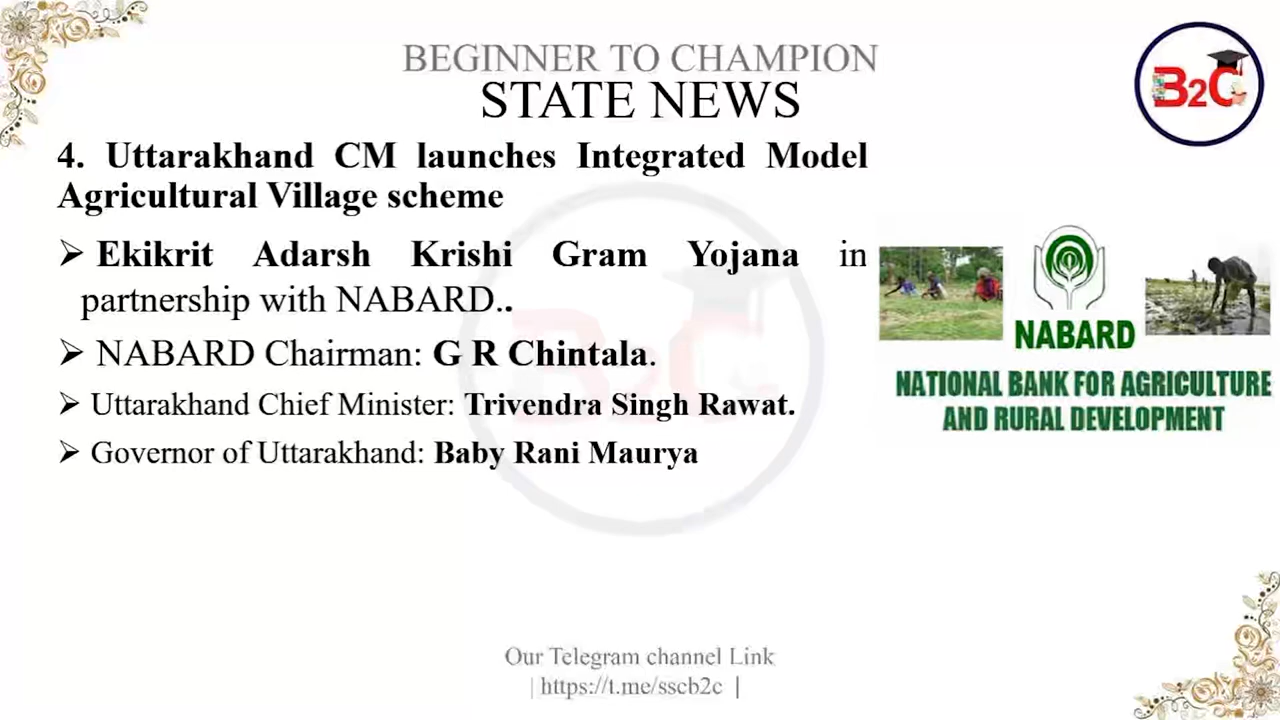 BEGINNER TO CHAMPION
STATE NEWS
B2C
4. Uttarakhand CM launches Integrated Model
Agricultural Village scheme
➢ Ekikrit Adarsh Krishi Gram Yojana in
partnership with NABARD..
➢ NABARD Chairman: G R Chintala.
➢ Uttarakhand Chief Minister: Trivendra Singh Rawat.
➢ Governor of Uttarakhand: Baby Rani Maurya
NABARD
NATIONAL BANK FOR AGRICULTURE
AND RURAL DEVELOPMENT
B2C
Our Telegram channel Link
| https://t.me/sscb2c |